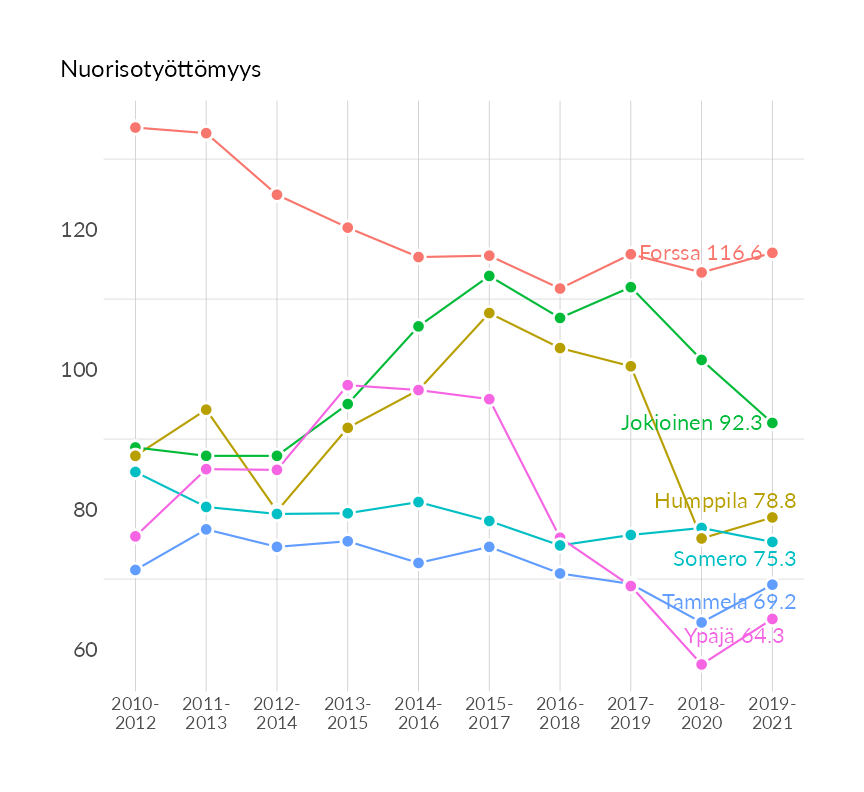 Nuorisotyöttömyys
120
Forssa 116.6
100
Jokioinen 92.3
80
Humppila 78.8
Somero 75.3
Tammela 69.2
Ypäjä 64.3
60
2010- 2011- 2012- 2013- 2014- 2015- 2016- 2017- 2018- 2019-
2012 2013 2014 2015 2016 2017 2018 2019 2020 2021